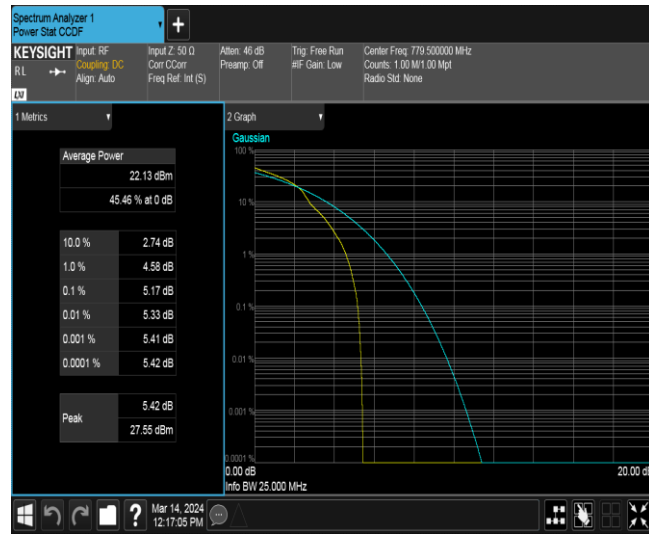 Spectrum Analyzer 1
Power Stat CCDF
+
KEYSIGHT
RL
LXI
Input: RF
Coupling: DC
Align: Auto
Input Z: 50 Ω
Corr CCorr
Freq Ref: Int (S)
Atten: 46 dB
Preamp: Off
Trig: Free Run
#IF Gain: Low
Center Freq: 779.500000 MHz
Counts: 1.00 M/1.00 Mpt
Radio Std: None
1 Metrics
Average Power
22.13 dBm
45.46 % at 0 dB
10.0 % 2.74 dB
1.0 % 4.58 dB
0.1 % 5.17 dB
0.01 % 5.33 dB
0.001 % 5.41 dB
0.0001 % 5.42 dB
Peak
5.42 dB
27.55 dBm
2 Graph
Gaussian
100 %
10 %
1 %
0.1 %
0.01 %
0.001 %
0.0001 %
0.00 dB
20.00 dB
Info BW 25.000 MHz
?
Mar 14, 2024
12:17:05 PM